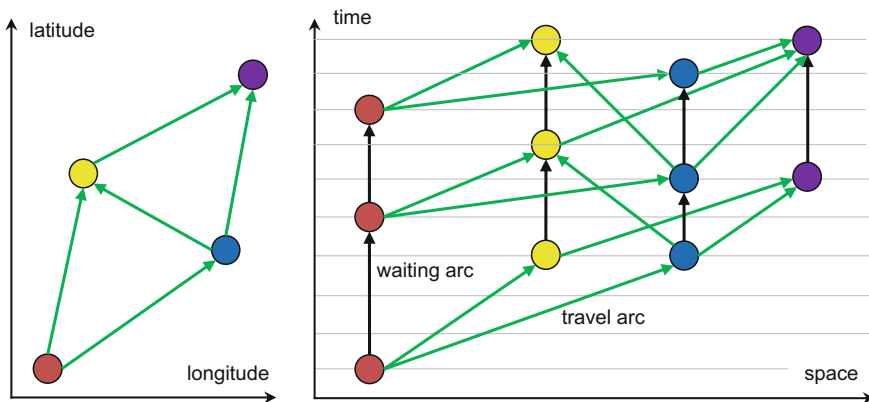 latitude
longitude
time
waiting arc
travel arc
space